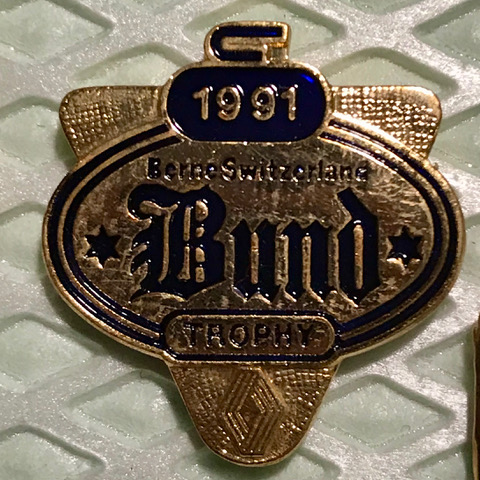 1991
Berne Switzerland
Bund
TROPHY